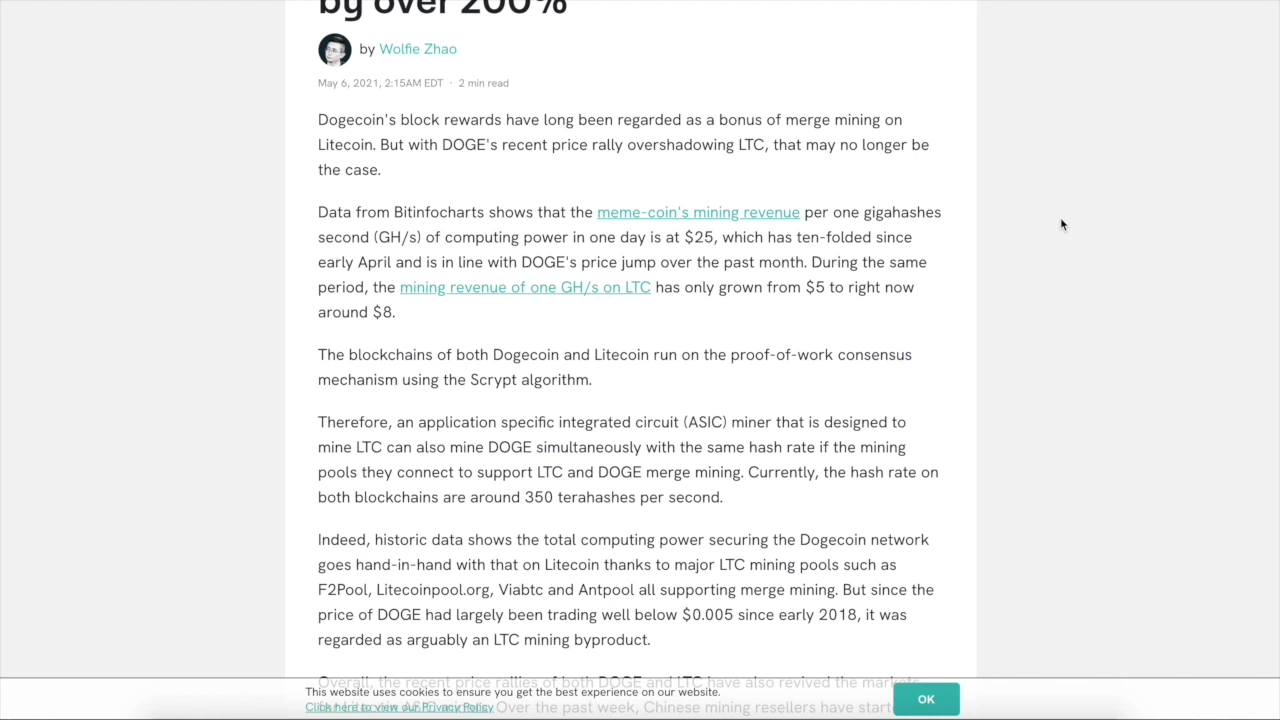 by over 200%
by Wolfie Zhao
May 6, 2021, 2:15AM EDT · 2 min read
Dogecoin's block rewards have long been regarded as a bonus of merge mining on
Litecoin. But with DOGE's recent price rally overshadowing LTC, that may no longer be
the case.
Data from Bitinfocharts shows that the meme-coin's mining revenue per one gigahashes
second (GH/s) of computing power in one day is at $25, which has ten-folded since
early April and is in line with DOGE's price jump over the past month. During the same
period, the mining revenue of one GH/s on LTC has only grown from $5 to right now
around $8.
The blockchains of both Dogecoin and Litecoin run on the proof-of-work consensus
mechanism using the Scrypt algorithm.
Therefore, an application specific integrated circuit (ASIC) miner that is designed to
mine LTC can also mine DOGE simultaneously with the same hash rate if the mining
pools they connect to support LTC and DOGE merge mining. Currently, the hash rate on
both blockchains are around 350 terahashes per second.
Indeed, historic data shows the total computing power securing the Dogecoin network
goes hand-in-hand with that on Litecoin thanks to major LTC mining pools such as
F2Pool, Litecoinpool.org, Viabtc and Antpool all supporting merge mining. But since the
price of DOGE had largely been trading well below $0.005 since early 2018, it was
regarded as arguably an LTC mining byproduct.
Overall, the recent price rallies of both DOGE and LTC have also revived the markets
This website uses cookies to ensure you get the best experience on our website.
Click here to view our Privacy Policy
Over the past week, Chinese mining resellers have start
OK